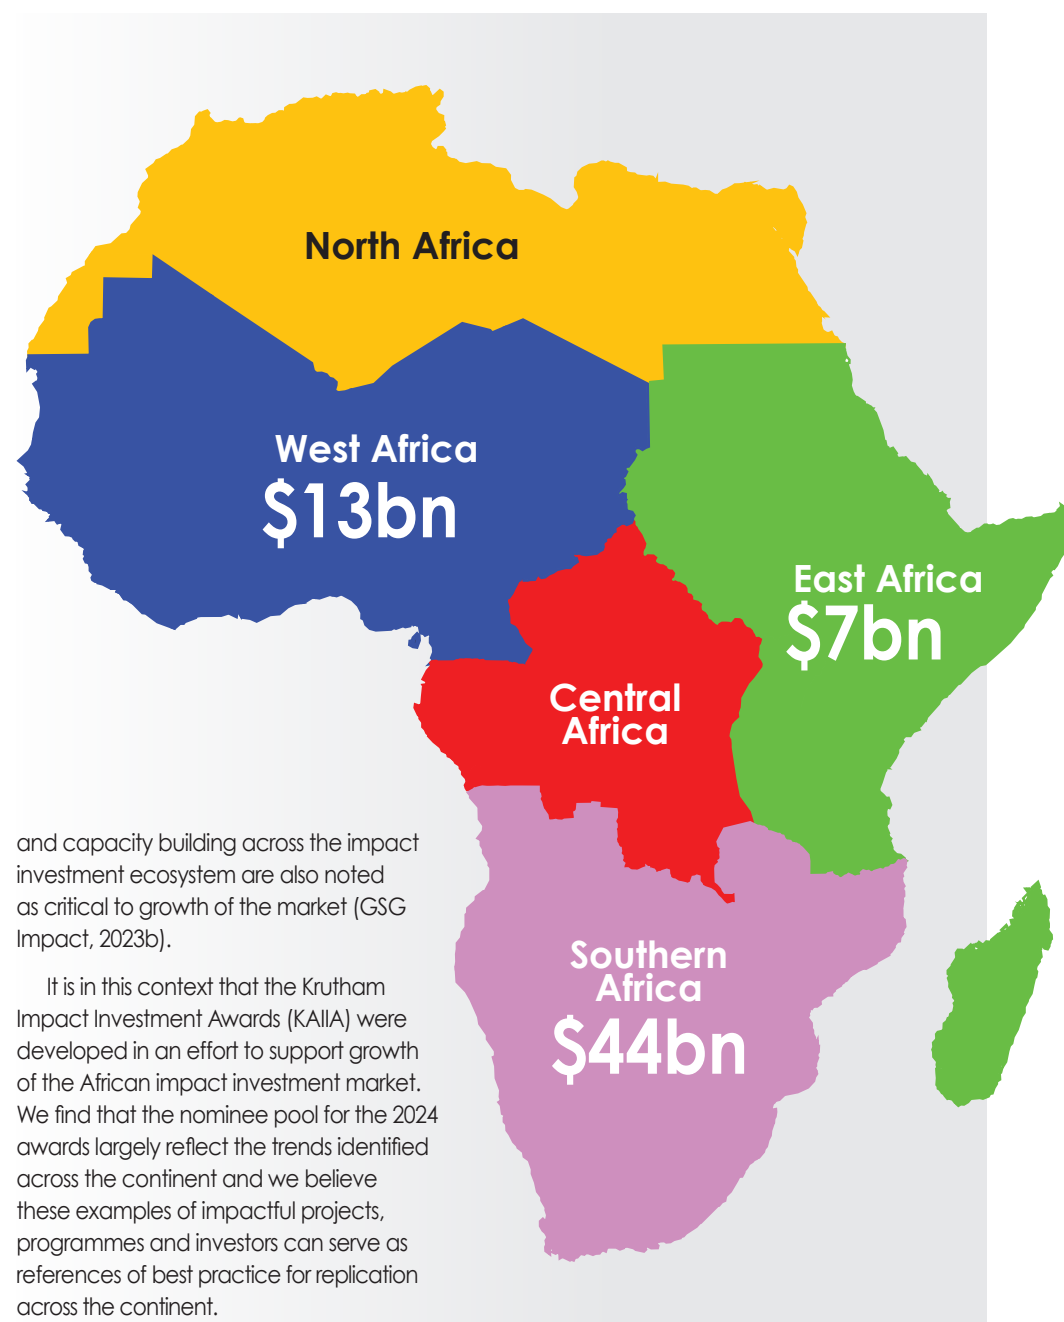 North Africa
West Africa
$13bn
East Africa
$7bn
Central
Africa
Southern
Africa
$44bn
and capacity building across the impact
investment ecosystem are also noted
as critical to growth of the market (GSG
Impact, 2023b).
It is in this context that the Krutham
Impact Investment Awards (KAIIA) were
developed in an effort to support growth
of the African impact investment market.
We find that the nominee pool for the 2024
awards largely reflect the trends identified
across the continent and we believe
these examples of impactful projects,
programmes and investors can serve as
references of best practice for replication
across the continent.